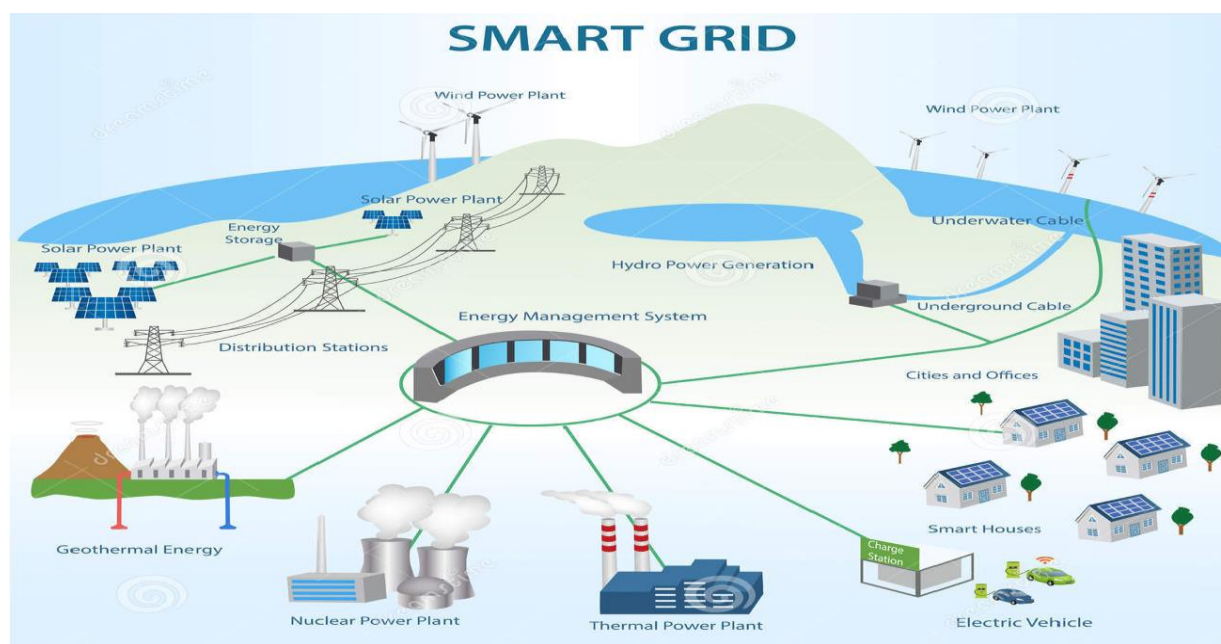 SMART GRID
Wind Power Plant
Wind Power Plant
Solar Power Plant
Underwater Cable
Energy
Storage
Solar Power Plant
Hydro Power Generation
Underground Cable
Energy Management System
Distribution Stations
Cities and Offices
Smart Houses
Geothermal Energy
Charge
Station
Nuclear Power Plant
Thermal Power Plant
Electric Vehicle